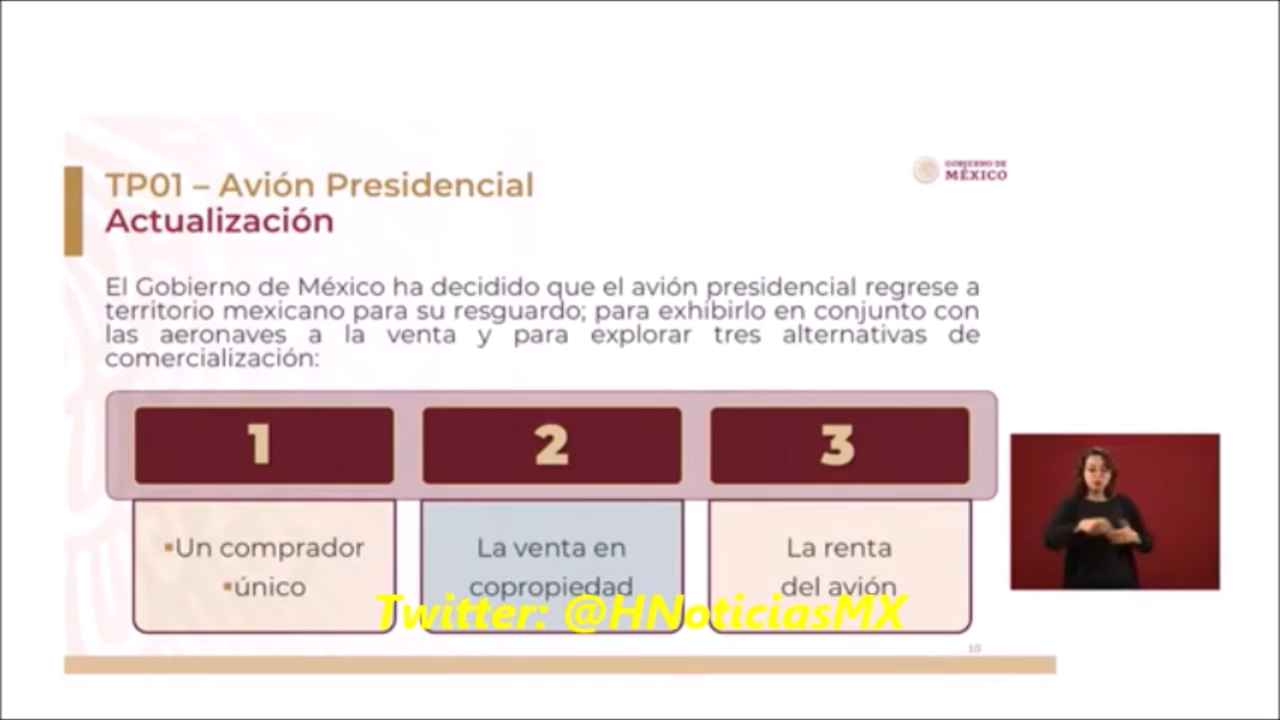 TP01 – Avión Presidencial
Actualización
GOBIERNO DE
MÉXICO
El Gobierno de México ha decidido que el avión presidencial regrese a
territorio mexicano para su resguardo; para exhibirlo en conjunto con
las aeronaves a la venta y para explorar tres alternativas de
comercialización:
1
2
3
▪Un comprador
▪único
La venta en
copropiedad
La renta
del avión
Twitter: @HNoticiasMX
10